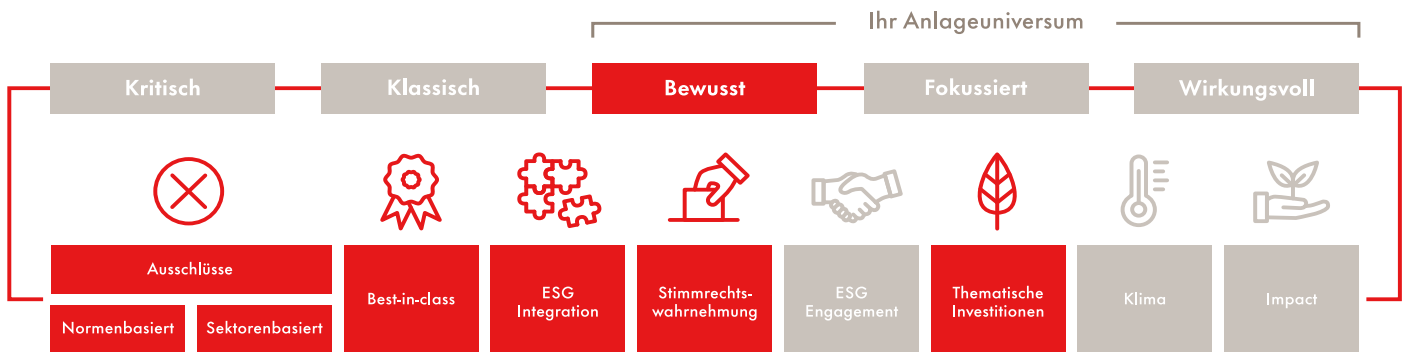 Ihr Anlageuniversum
Kritisch
Klassisch
Bewusst
Fokussiert
Wirkungsvoll
Ausschlüsse
Normenbasiert
Sektorenbasiert
Best-in-class
ESG
Integration
Stimmrechts-
wahrnehmung
ESG
Engagement
Thematische
Investitionen
Klima
Impact